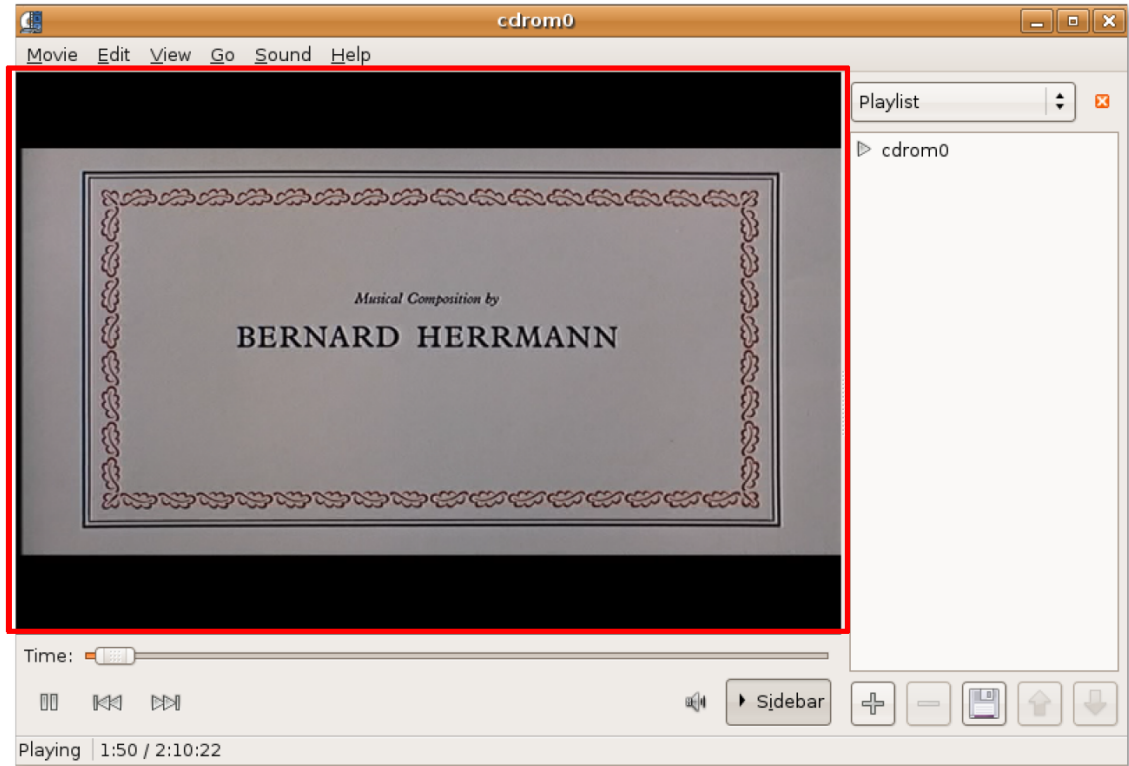 cdrom0
Movie Edit View Go Sound Help
Musical Composition by
BERNARD HERRMANN
Playlist
cdrom0
Time:
Sidebar
Playing 1:50 / 2:10:22